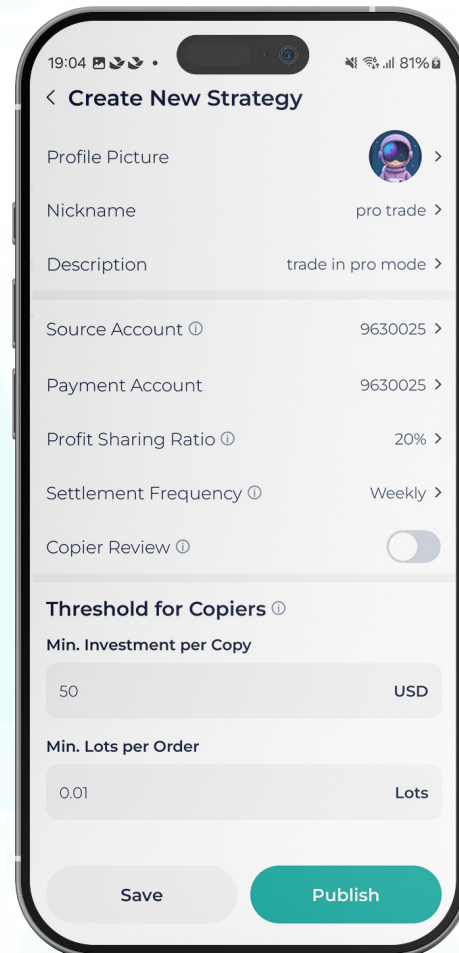 19:04
81%
Create New Strategy
Profile Picture
Nickname pro trade
Description trade in pro mode
Source Account 9630025
Payment Account 9630025
Profit Sharing Ratio 20%
Settlement Frequency Weekly
Copier Review
Threshold for Copiers
Min. Investment per Copy
50 USD
Min. Lots per Order
0.01 Lots
Save Publish